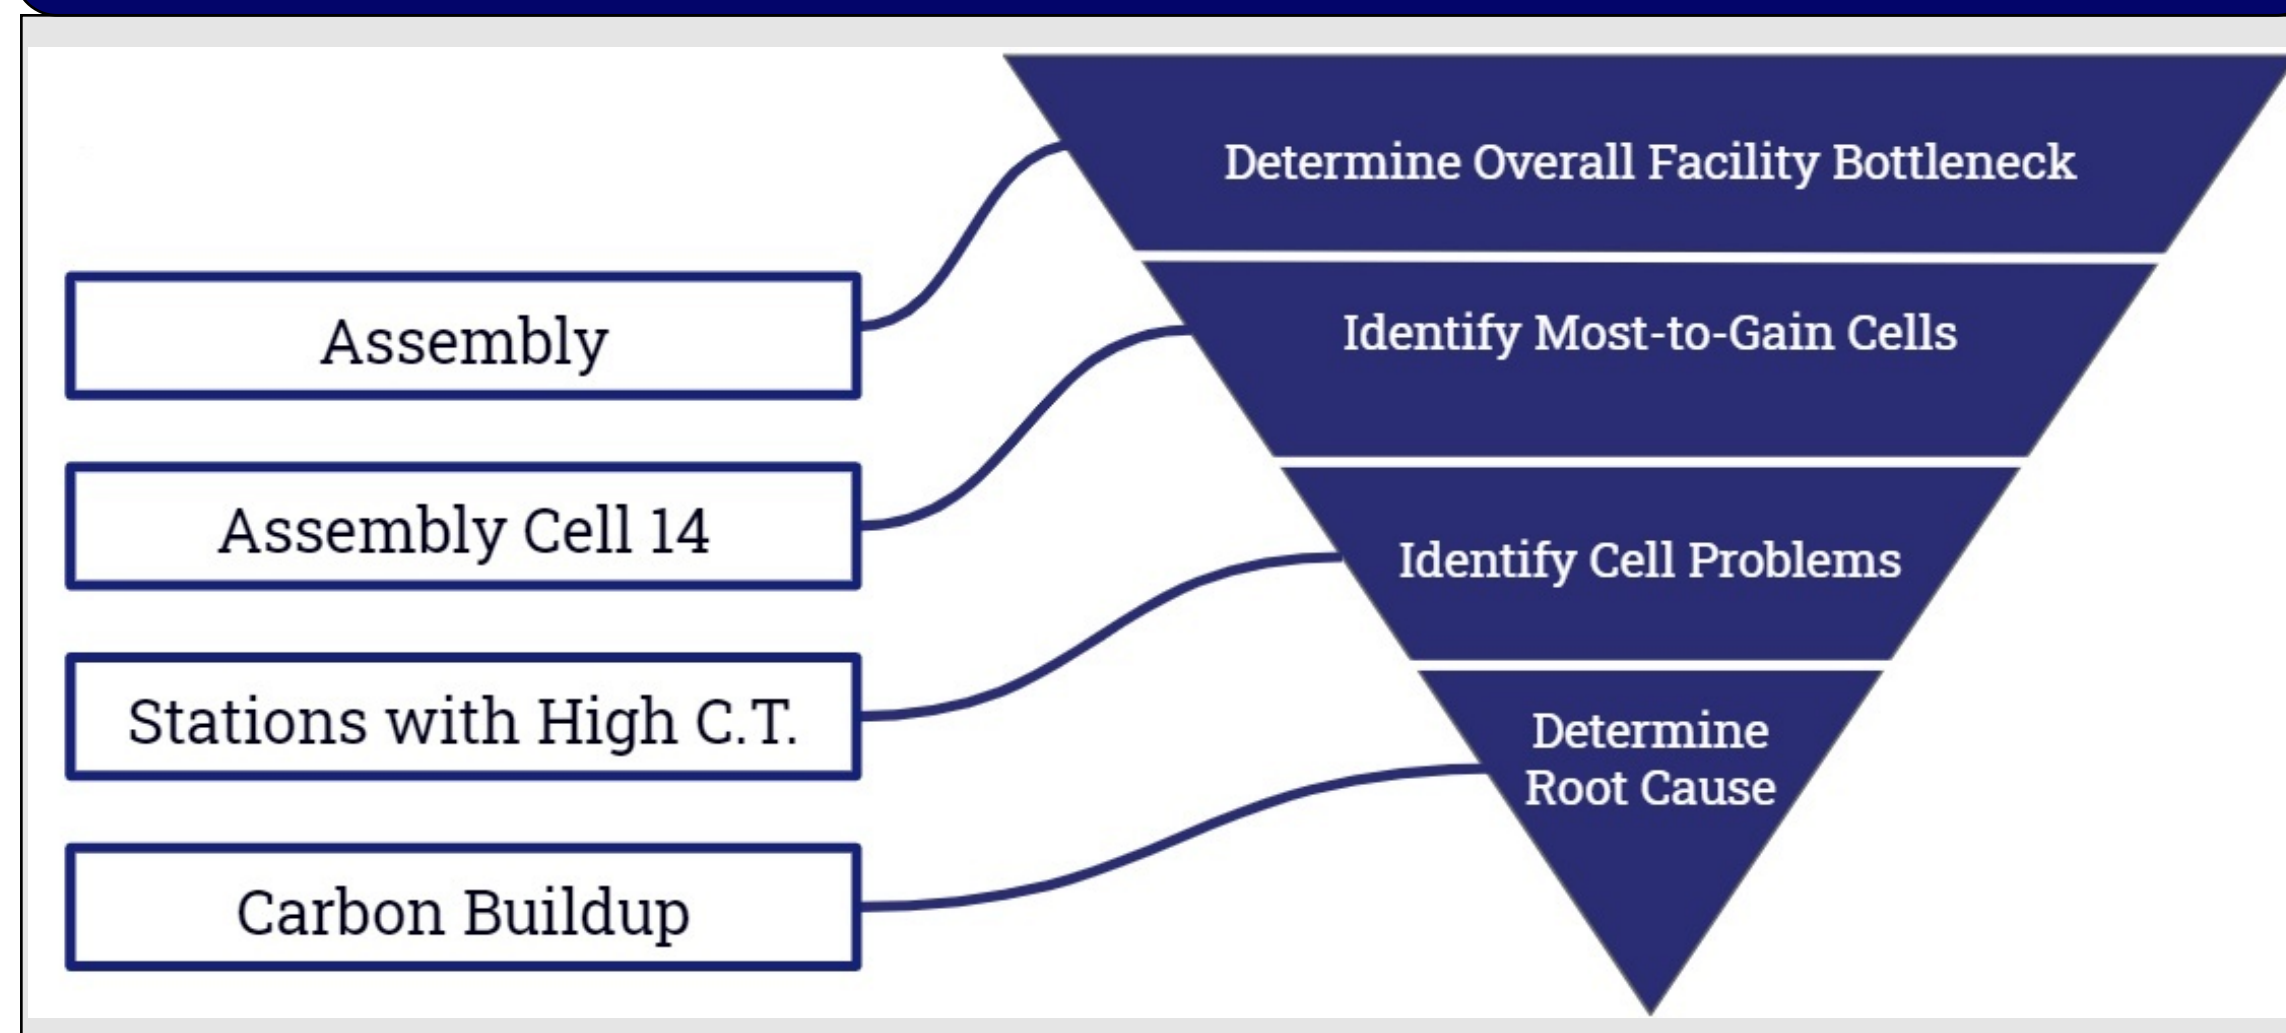 Determine Overall Facility Bottleneck
Assembly
Identify Most-to-Gain Cells
Assembly Cell 14
Identify Cell Problems
Stations with High C.T.
Determine
Root Cause
Carbon Buildup